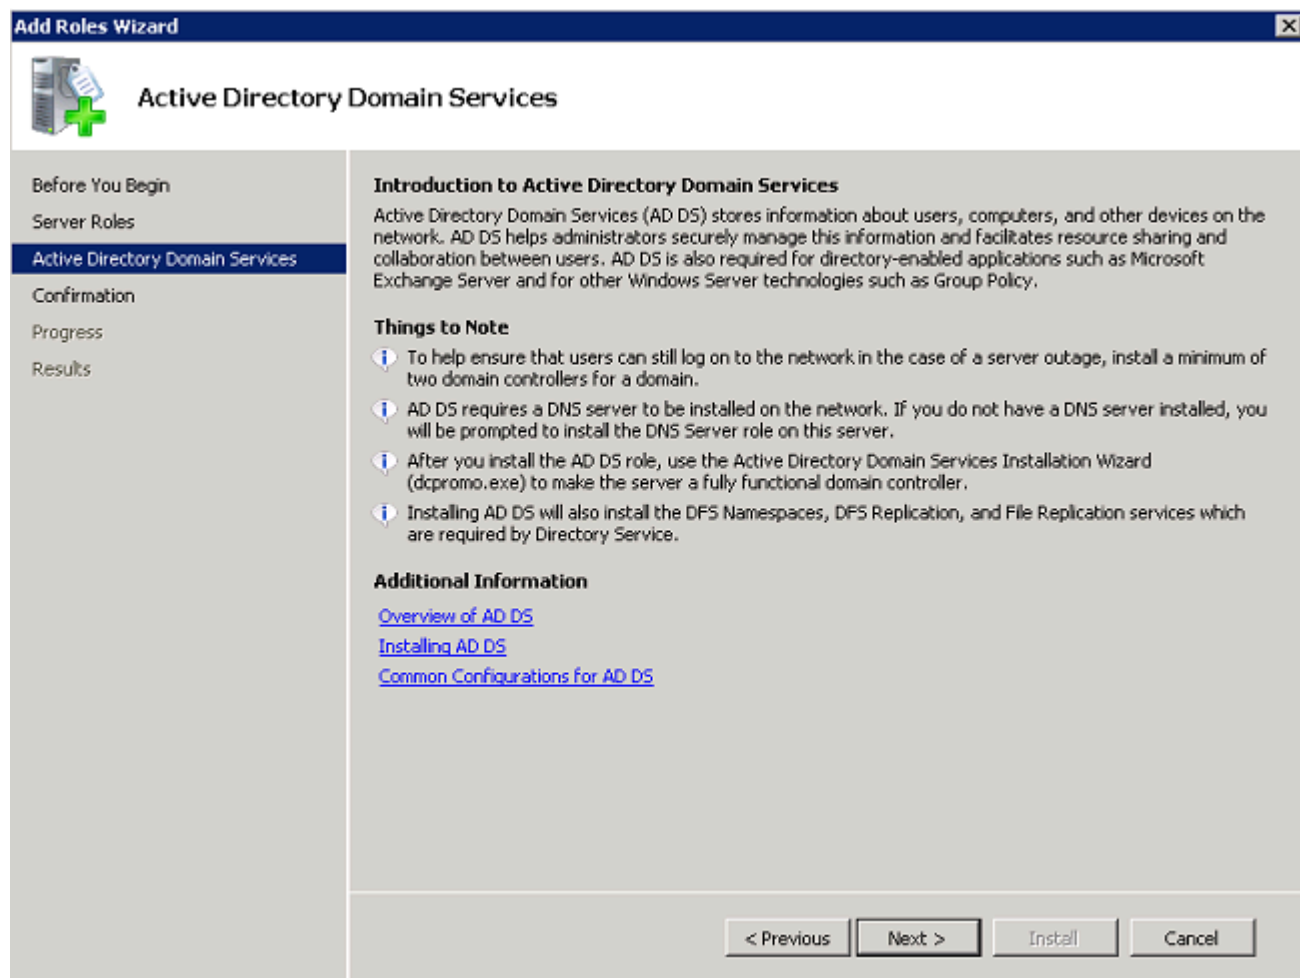 Add Roles Wizard
Active Directory Domain Services
Before You Begin
Server Roles
Active Directory Domain Services
Confirmation
Progress
Results
Introduction to Active Directory Domain Services
Active Directory Domain Services (AD DS) stores information about users, computers, and other devices on the
network. AD DS helps administrators securely manage this information and facilitates resource sharing and
collaboration between users. AD DS is also required for directory-enabled applications such as Microsoft
Exchange Server and for other Windows Server technologies such as Group Policy.
Things to Note
To help ensure that users can still log on to the network in the case of a server outage, install a minimum of
two domain controllers for a domain.
AD DS requires a DNS server to be installed on the network. If you do not have a DNS server installed, you
will be prompted to install the DNS Server role on this server.
After you install the AD DS role, use the Active Directory Domain Services Installation Wizard
(dcpromo.exe) to make the server a fully functional domain controller.
Installing AD DS will also install the DFS Namespaces, DFS Replication, and File Replication services which
are required by Directory Service.
Additional Information
Overview of AD DS
Installing AD DS
Common Configurations for AD DS
< Previous
Next >
Install
Cancel